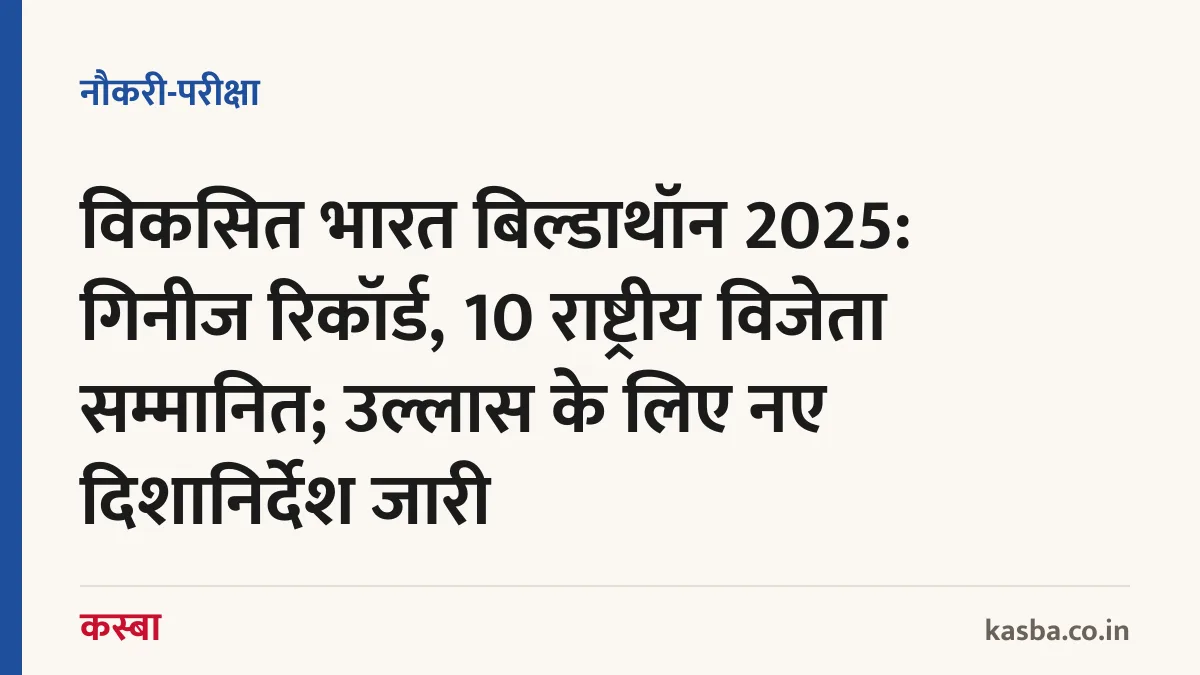 नौकरी-परीक्षा
विकसित भारत बिल्डाथॉन 2025:
गिनीज रिकॉर्ड, 10 राष्ट्रीय विजेता
सम्मानित; उल्लास के लिए नए
दिशानिर्देश जारी
कस्बा
kasba.co.in